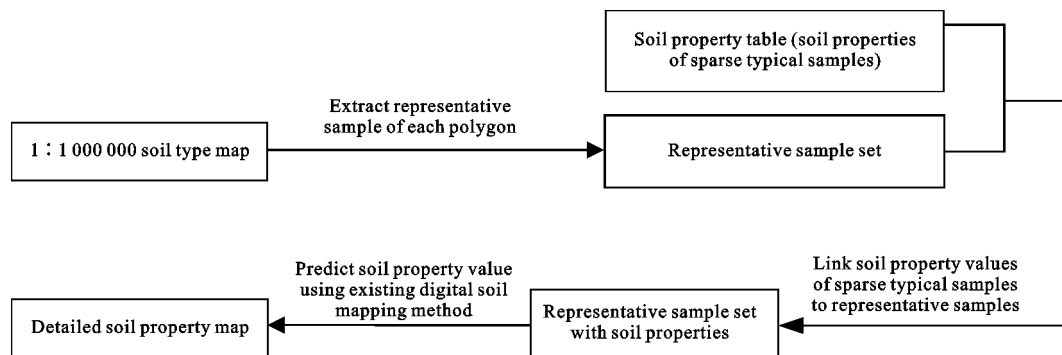 Soil property table (soil properties
of sparse typical samples)
Extract representative
sample of each polygon
1：1 000 000 soil type map
Representative sample set
Predict soil property value
using existing digital soil
mapping method
Link soil property values
of sparse typical samples
to representative samples
Detailed soil property map
Representative sample set
with soil properties